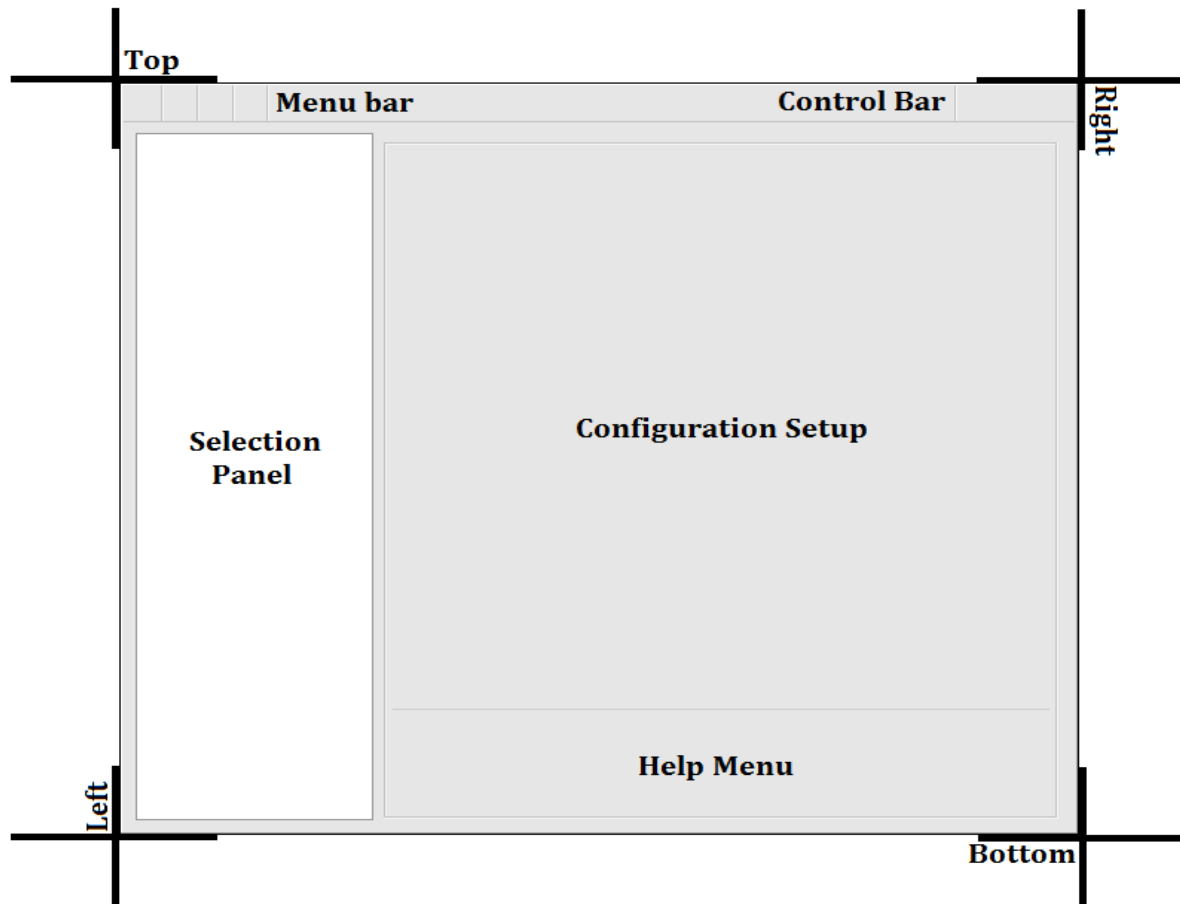 Top
Menu bar
Control Bar
Right
Selection
Panel
Configuration Setup
Help Menu
Left
Bottom